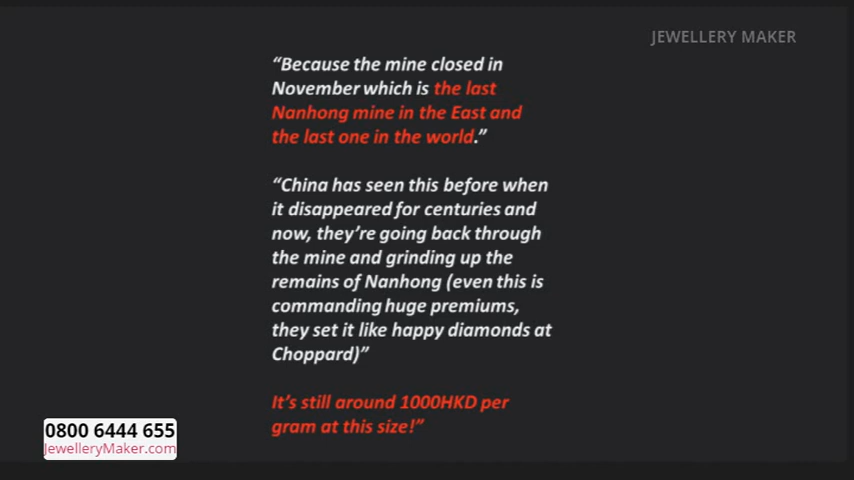 JEWELLERY MAKER
“Because the mine closed in
November which is the last
Nanhong mine in the East and
the last one in the world.”
“China has seen this before when
it disappeared for centuries and
now, they’re going back through
the mine and grinding up the
remains of Nanhong (even this is
commanding huge premiums,
they set it like happy diamonds at
Choppard)”
It’s still around 1000HKD per
gram at this size!”
0800 6444 655
JewelleryMaker.com